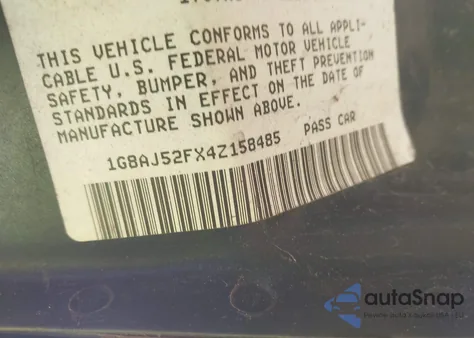 THIS VEHICLE CONFORMS TO ALL APPLI-
CABLE U.S. FEDERAL MOTOR VEHICLE
SAFETY, BUMPER, AND THEFT PREVENTION
STANDARDS IN EFFECT ON THE DATE OF
MANUFACTURE SHOWN ABOVE.
1G8AJ52FX4Z158485 PASS CAR
autaSnap